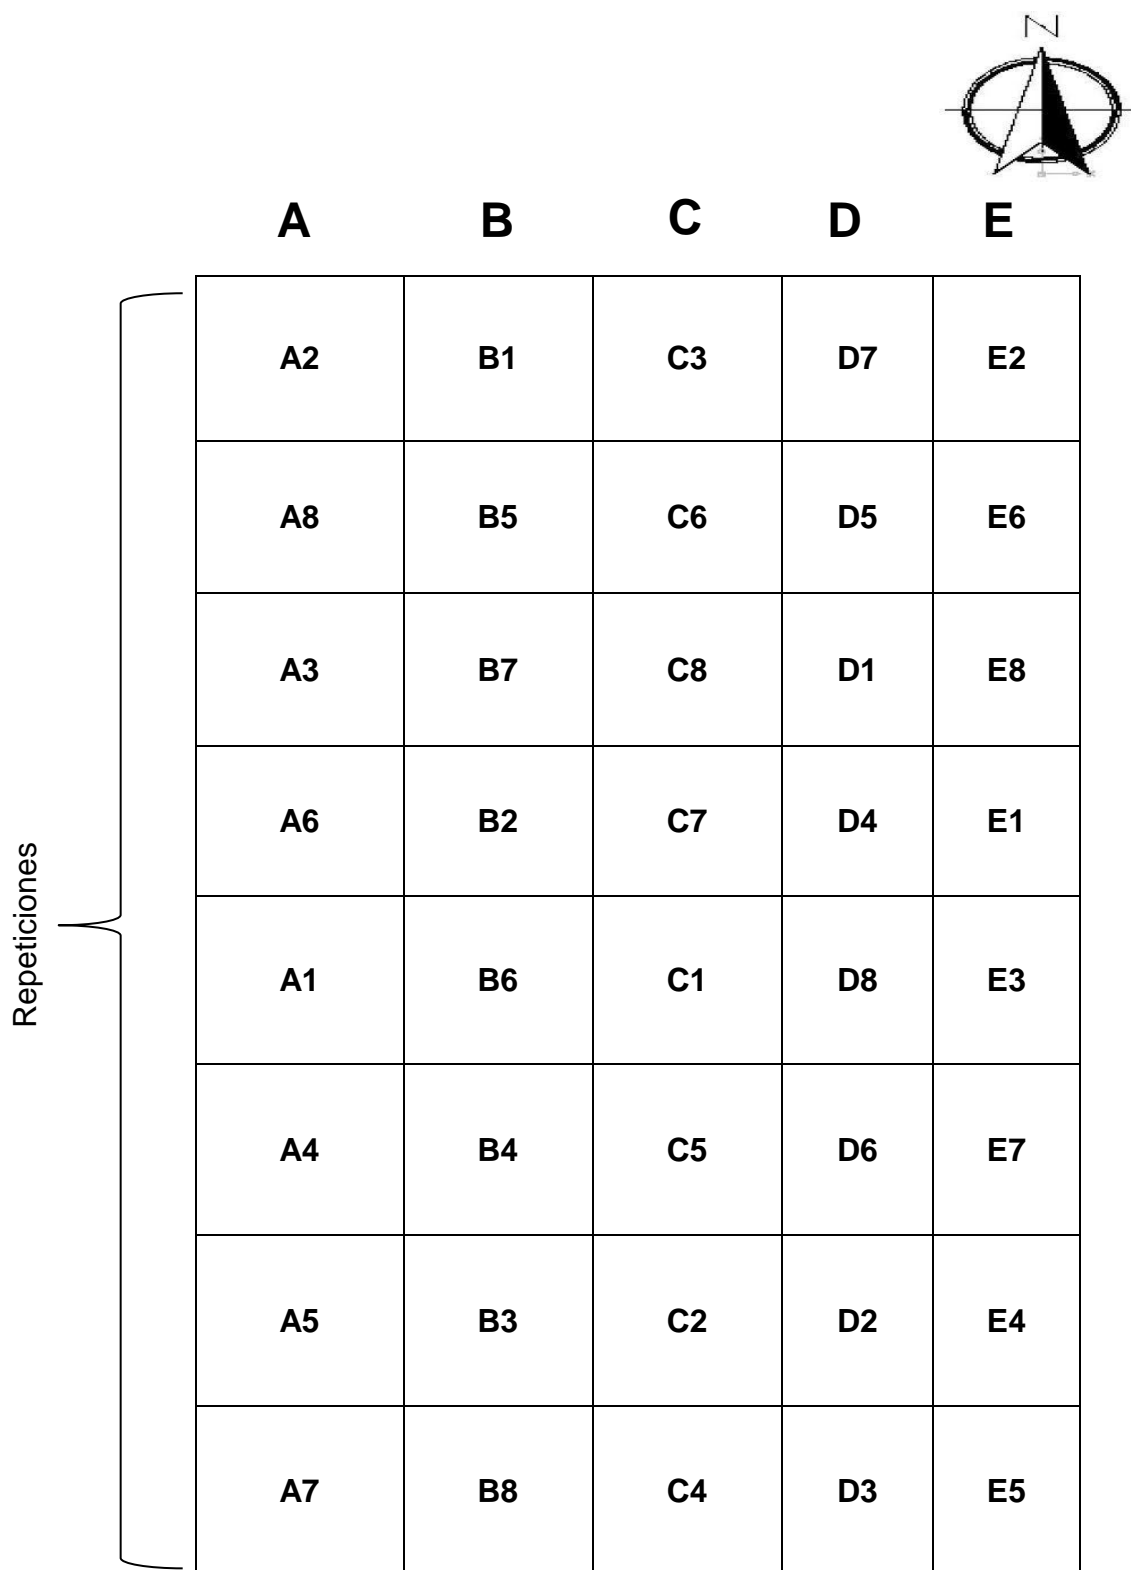 N
A B C D E
A2 B1 C3 D7 E2
A8 B5 C6 D5 E6
A3 B7 C8 D1 E8
A6 B2 C7 D4 E1
Repeticiones
A1 B6 C1 D8 E3
A4 B4 C5 D6 E7
A5 B3 C2 D2 E4
A7 B8 C4 D3 E5